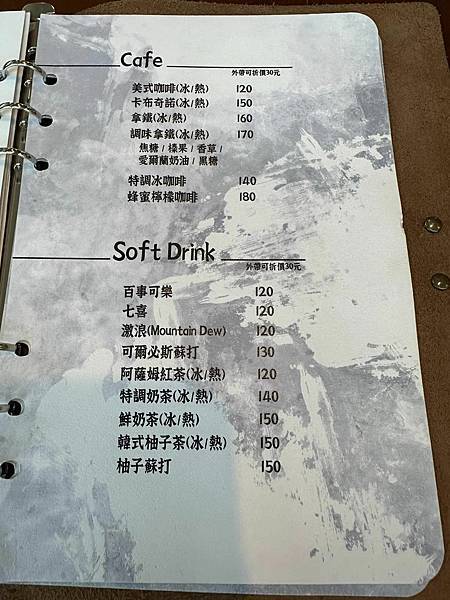 Cafe
外帶可折價30元
美式咖啡(冰/熱) 120
卡布奇諾(冰/熱) 150
拿鐵(冰/熱) 160
調味拿鐵(冰/熱) 170
焦糖 / 榛果 / 香草 /
愛爾蘭奶油 / 黑糖
特調冰咖啡 140
蜂蜜檸檬咖啡 180
Soft Drink
外帶可折價30元
百事可樂 120
七喜 120
激浪(Mountain Dew) 120
可爾必斯蘇打 130
阿薩姆紅茶(冰/熱) 120
特調奶茶(冰/熱) 140
鮮奶茶(冰/熱) 150
韓式柚子茶(冰/熱) 150
柚子蘇打 150